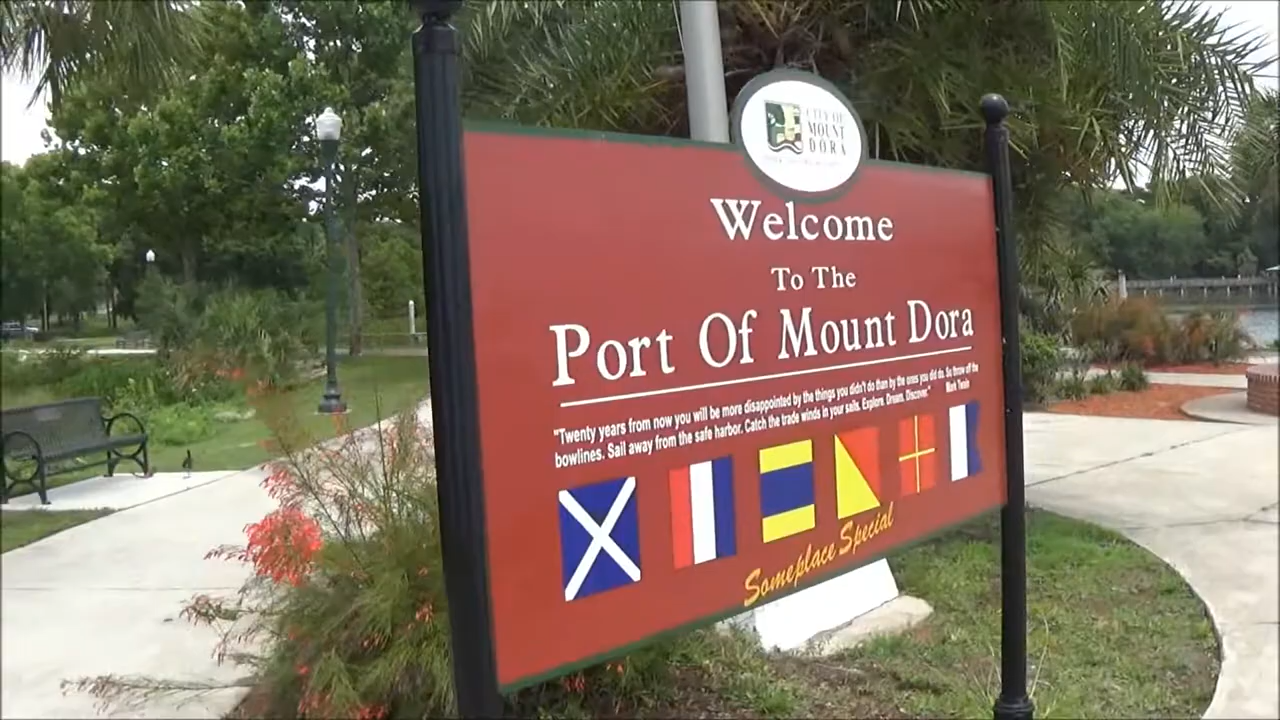 CITY OF
MOUNT
DORA
Welcome
To The
Port Of Mount Dora
"Twenty years from now you will be more disappointed by the things you didn't do than by the ones you did do. So throw off the
bowlines. Sail away from the safe harbor. Catch the trade winds in your sails. Explore. Dream. Discover."
Mark Twain
Someplace Special